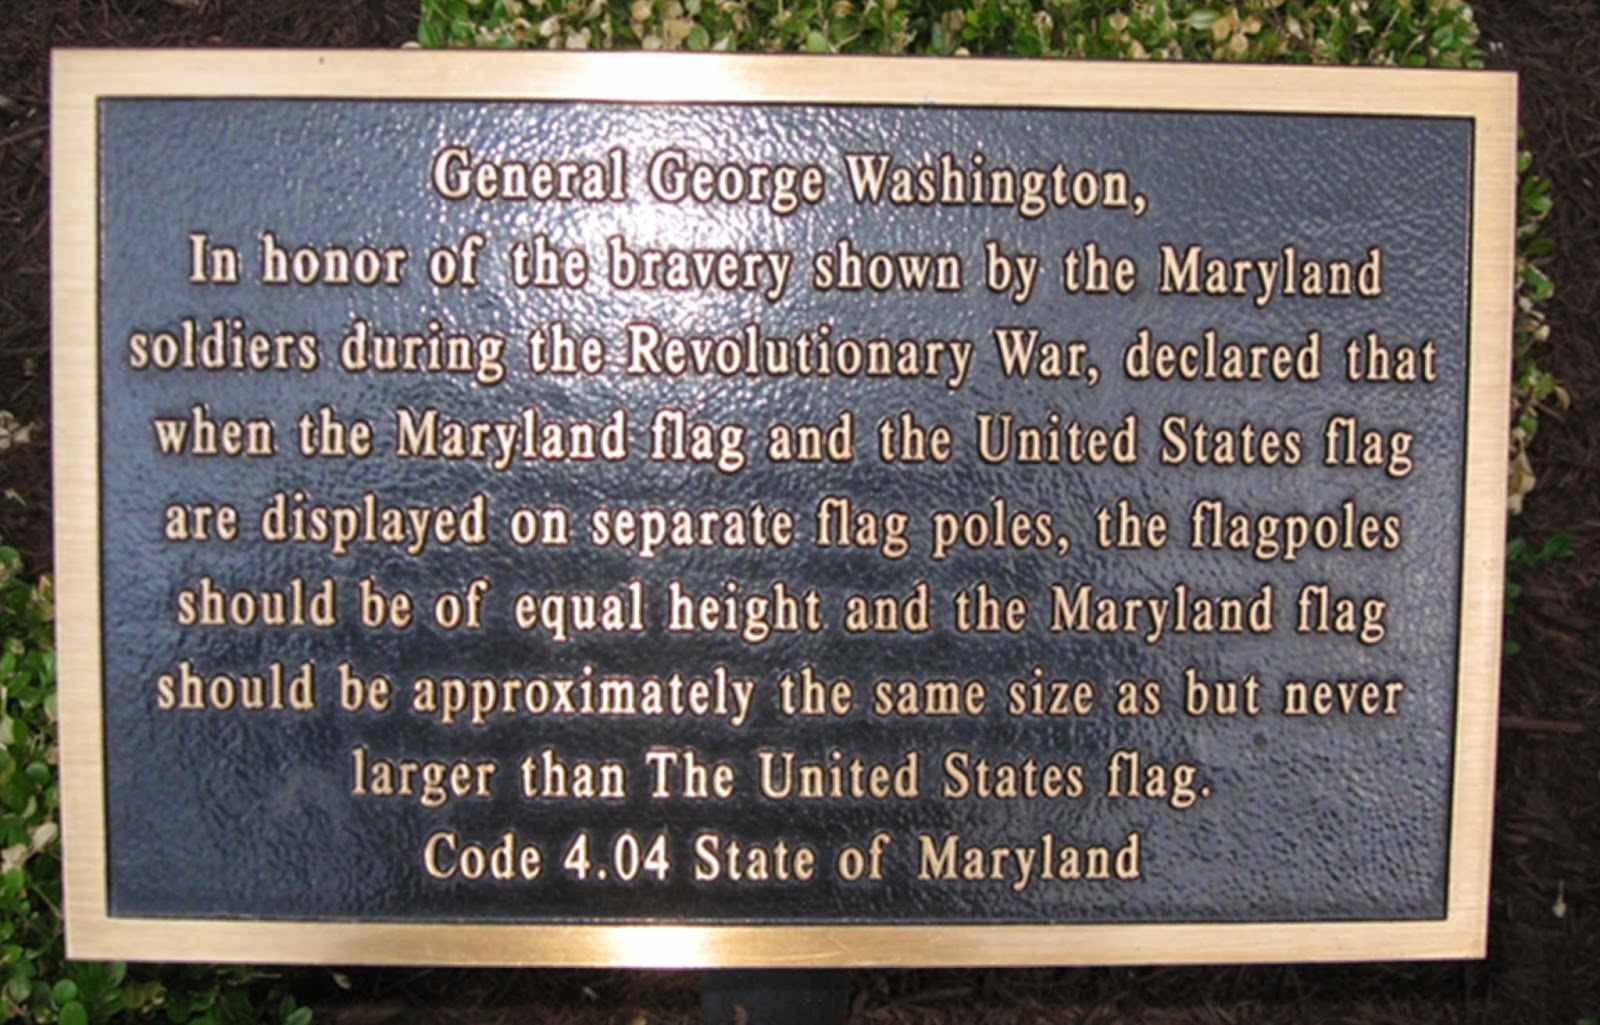 General George Washington,
In honor of the bravery shown by the Maryland
soldiers during the Revolutionary War, declared that
when the Maryland flag and the United States flag
are displayed on separate flag poles, the flagpoles
should be of equal height and the Maryland flag
should be approximately the same size as but never
larger than The United States flag.
Code 4.04 State of Maryland